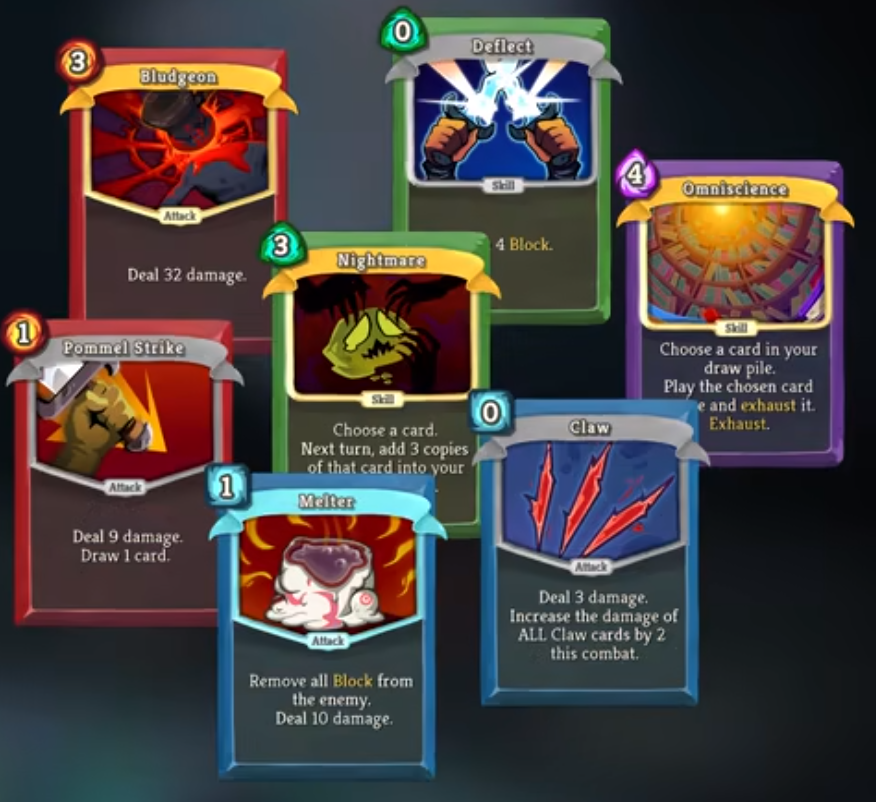 3
Bludgeon
Attack
Deal 32 damage.
0
Deflect
Skill
4 Block.
4
Omniscience
Skill
Choose a card in your
draw pile.
Play the chosen card
e and exhaust it.
Exhaust.
3
Nightmare
Skill
Choose a card.
Next turn, add 3 copies
of that card into your
.
1
Pommel Strike
Attack
Deal 9 damage.
Draw 1 card.
0
Claw
Attack
Deal 3 damage.
Increase the damage of
ALL Claw cards by 2
this combat.
1
Melter
Attack
Remove all Block from
the enemy.
Deal 10 damage.